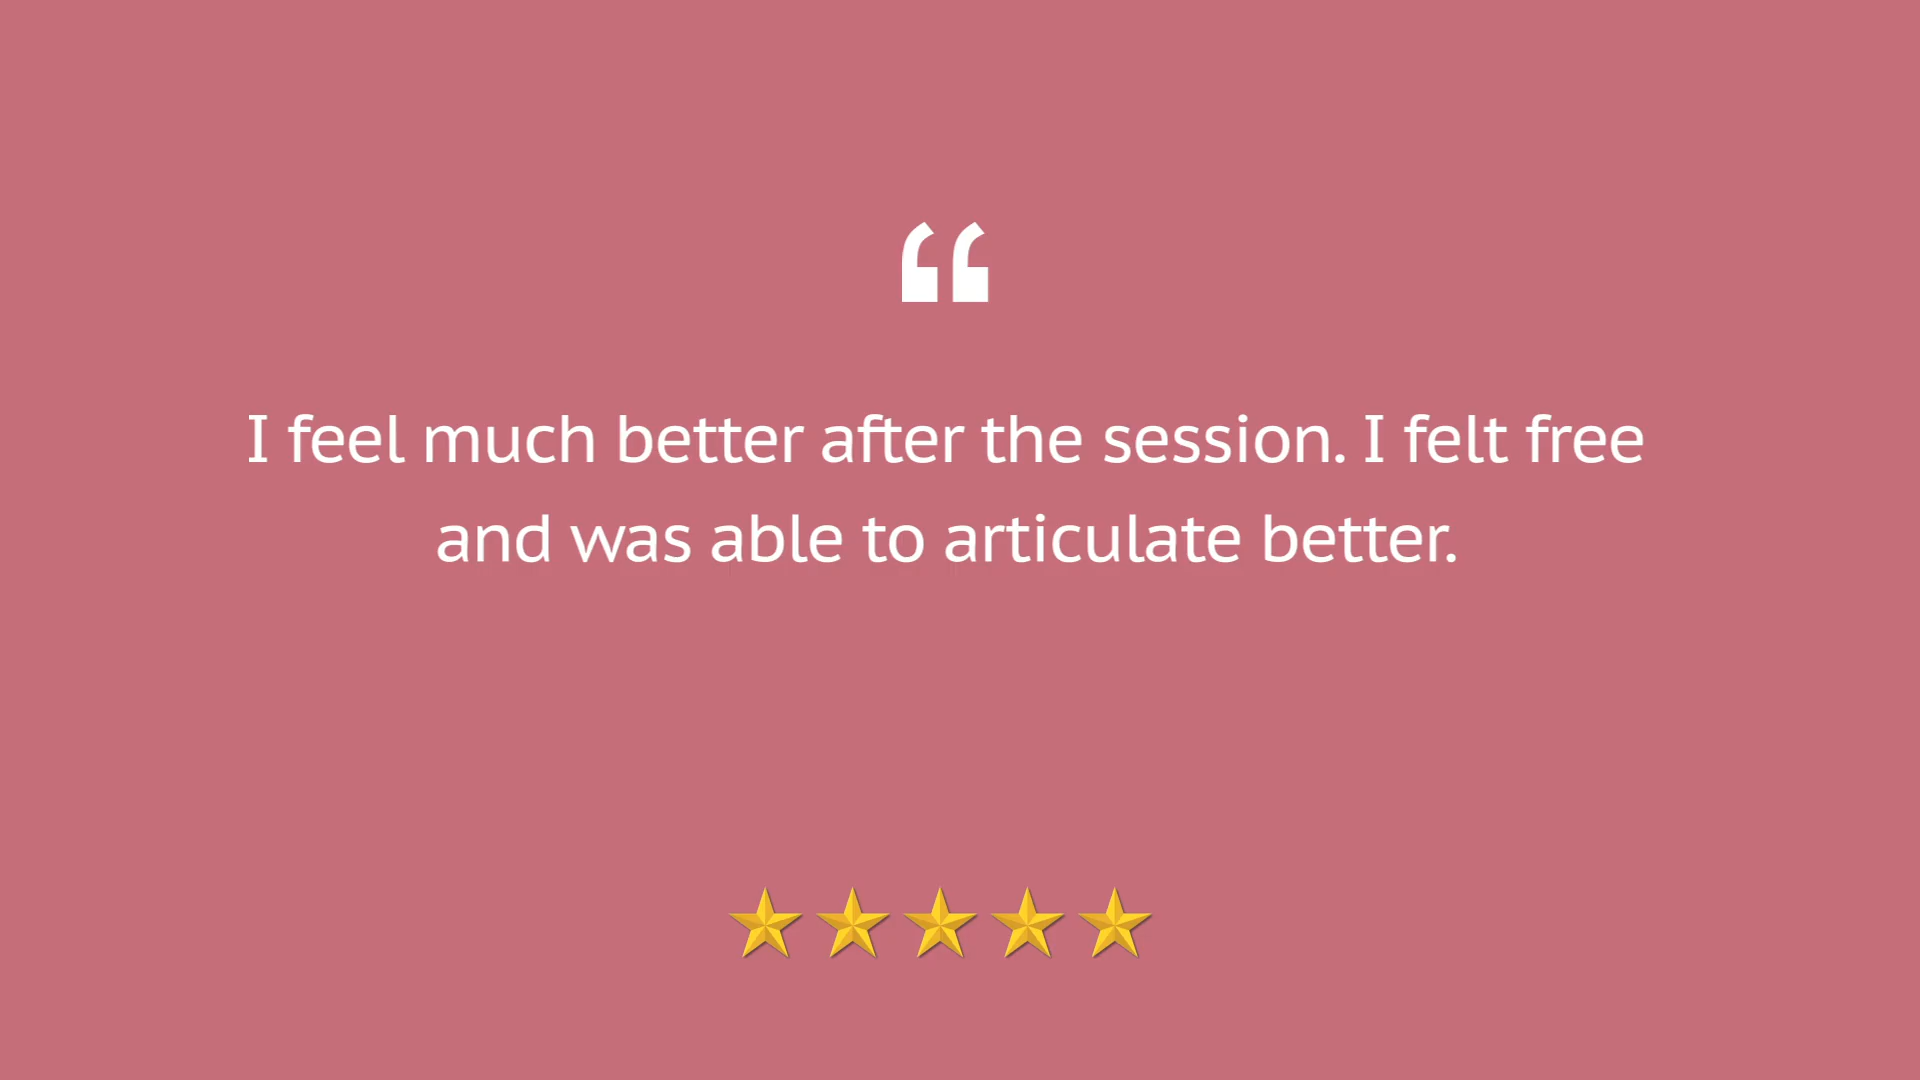 “
I feel much better after the session. I felt free
and was able to articulate better.